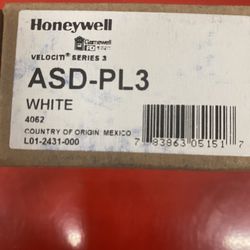 Honeywell
Gamewell
FCI
VELOCITI® SERIES 3
ASD-PL3
WHITE
4062
COUNTRY OF ORIGIN: MEXICO
L01-2431-000
7 83863 05151 7